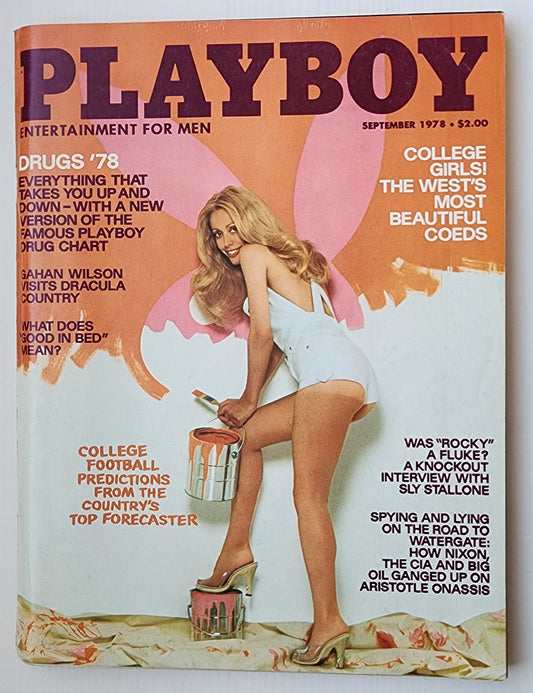 PLAYBOY
ENTERTAINMENT FOR MEN
SEPTEMBER 1978 • $2.00
DRUGS '78
EVERYTHING THAT
TAKES YOU UP AND
DOWN–WITH A NEW
VERSION OF THE
FAMOUS PLAYBOY
DRUG CHART
GAHAN WILSON
VISITS DRACULA
COUNTRY
WHAT DOES
"GOOD IN BED"
MEAN?
COLLEGE
GIRLS!
THE WEST'S
MOST
BEAUTIFUL
COEDS
COLLEGE
FOOTBALL
PREDICTIONS
FROM THE
COUNTRY'S
TOP FORECASTER
WAS "ROCKY"
A FLUKE?
A KNOCKOUT
INTERVIEW WITH
SLY STALLONE
SPYING AND LYING
ON THE ROAD TO
WATERGATE:
HOW NIXON,
THE CIA AND BIG
OIL GANGED UP ON
ARISTOTLE ONASSIS